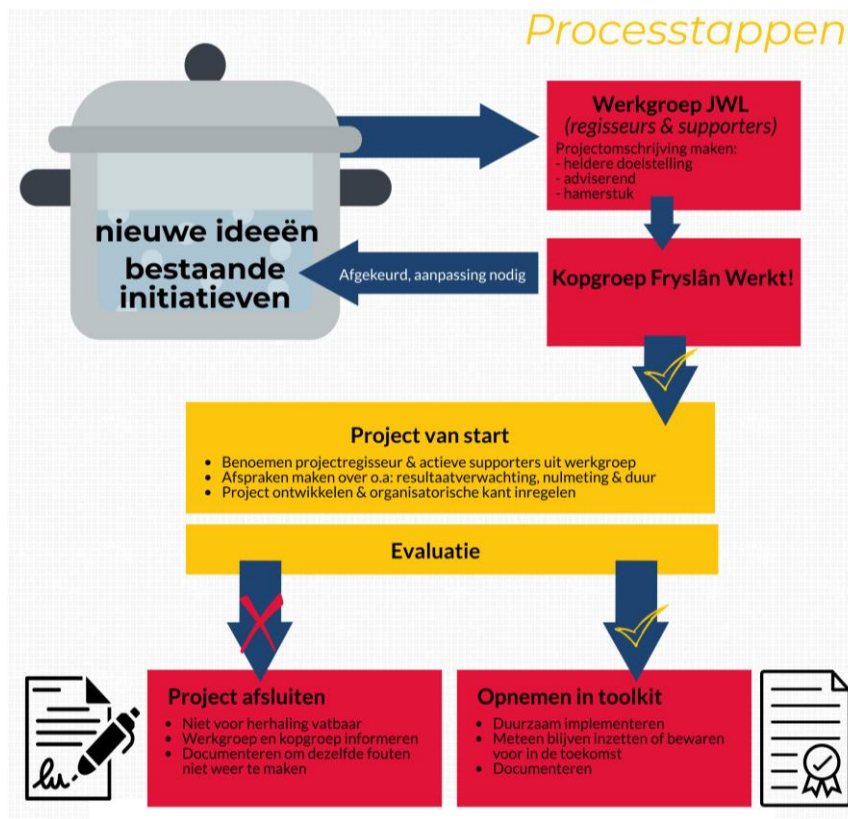 Processtappen
Werkgroep JWL
(regisseurs & supporters)
Projectomschrijving maken:
- heldere doelstelling
- adviserend
- hamerstuk
nieuwe ideeën
bestaande
initiatieven
Afgekeurd, aanpassing nodig
Kopgroep Fryslân Werkt!
Project van start
• Benoemen projectregisseur & actieve supporters uit werkgroep
• Afspraken maken over o.a: resultaatverwachting, nulmeting & duur
• Project ontwikkelen & organisatorische kant inregelen
Evaluatie
Project afsluiten
• Niet voor herhaling vatbaar
• Werkgroep en kopgroep informeren
• Documenteren om dezelfde fouten
niet weer te maken
Opnemen in toolkit
• Duurzaam implementeren
• Meteen blijven inzetten of bewaren
voor in de toekomst
• Documenteren